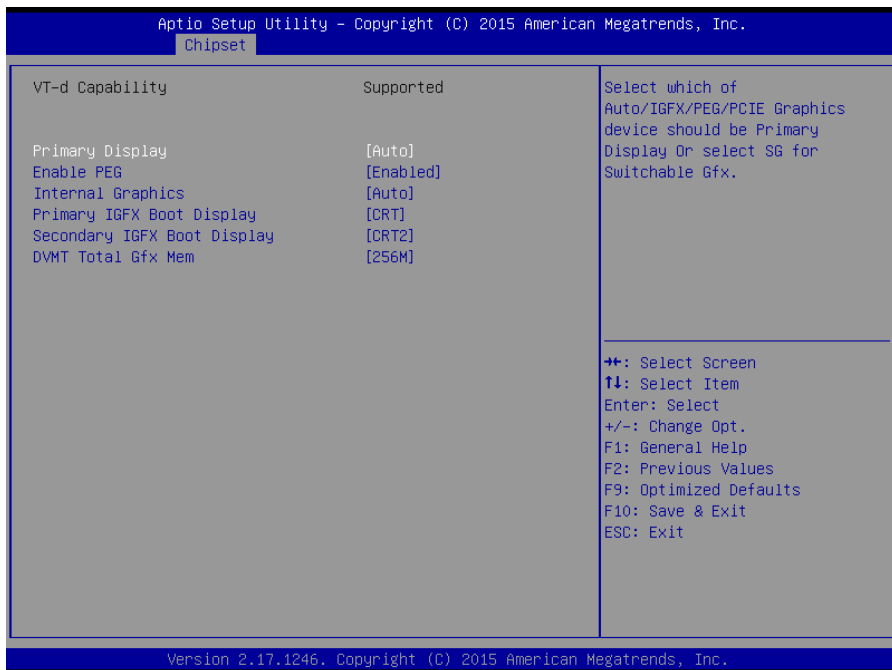 Aptio Setup Utility – Copyright (C) 2015 American Megatrends, Inc.
Chipset
VT-d Capability Supported
Primary Display [Auto]
Enable PEG [Enabled]
Internal Graphics [Auto]
Primary IGFX Boot Display [CRT]
Secondary IGFX Boot Display [CRT2]
DVMT Total Gfx Mem [256M]
Select which of
Auto/IGFX/PEG/PCIE Graphics
device should be Primary
Display Or select SG for
Switchable Gfx.
→←: Select Screen
↑↓: Select Item
Enter: Select
+/-: Change Opt.
F1: General Help
F2: Previous Values
F9: Optimized Defaults
F10: Save & Exit
ESC: Exit
Version 2.17.1246. Copyright (C) 2015 American Megatrends, Inc.